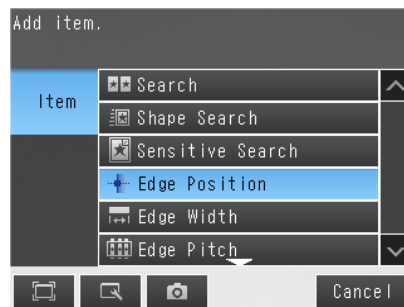 Add item.
Item
Search
Shape Search
Sensitive Search
Edge Position
Edge Width
Edge Pitch
Cancel